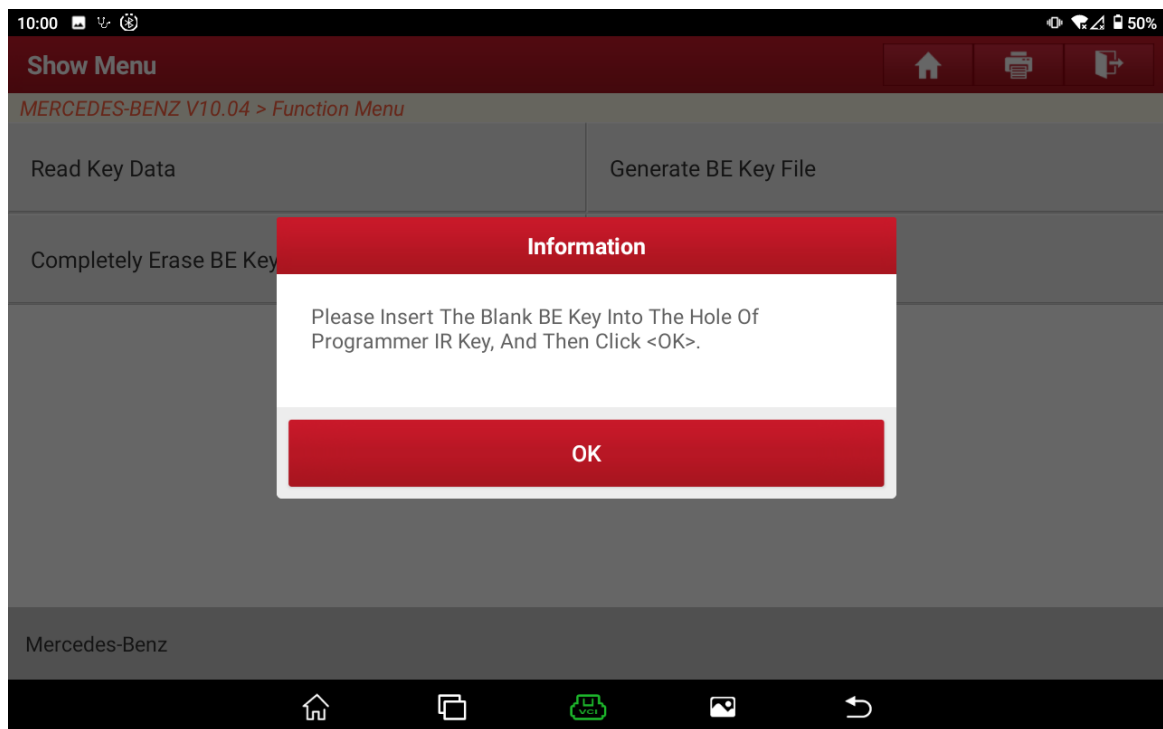 10:00
50%
Show Menu
MERCEDES-BENZ V10.04 > Function Menu
Read Key Data
Generate BE Key File
Completely Erase BE Key
Information
Please Insert The Blank BE Key Into The Hole Of
Programmer IR Key, And Then Click <OK>.
OK
Mercedes-Benz
VCI